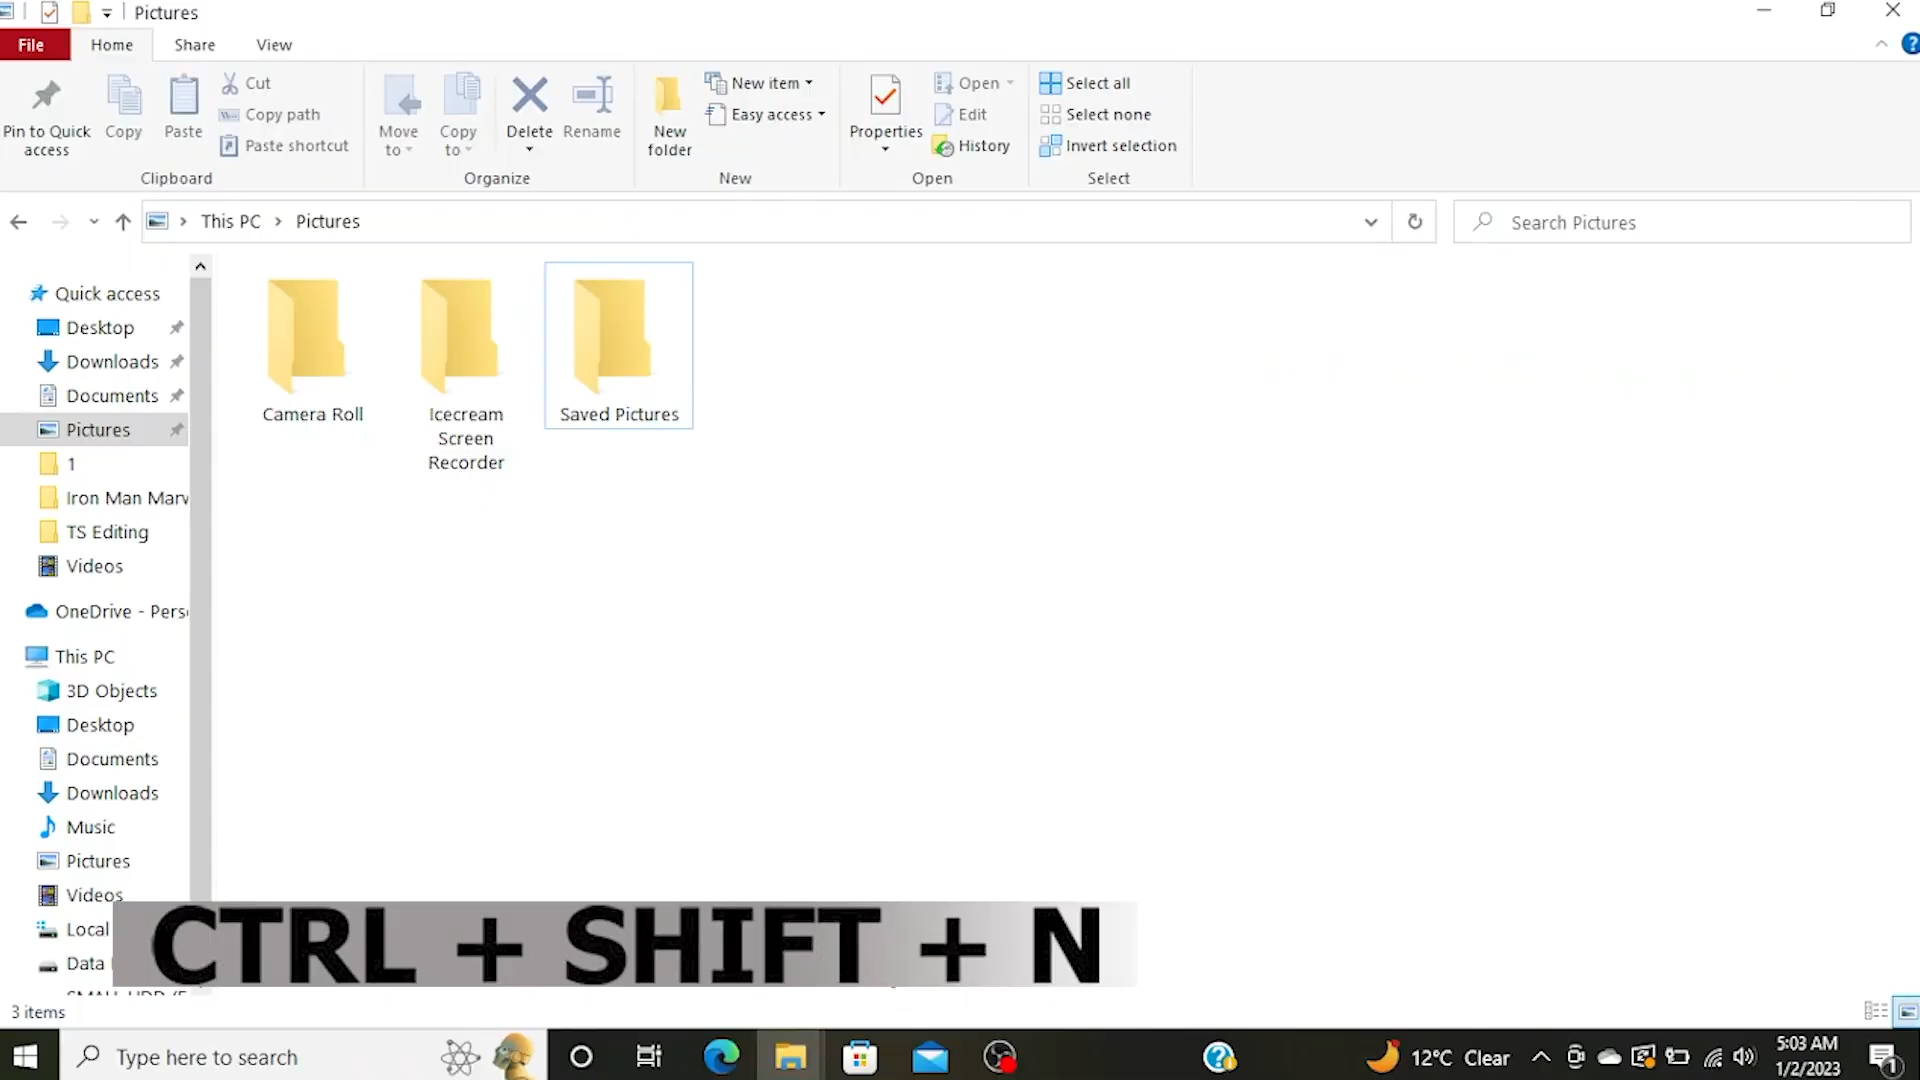 Pictures
File
Home
Share
View
Pin to Quick access
Copy
Paste
Cut
Copy path
Paste shortcut
Clipboard
Move to
Copy to
Delete
Rename
Organize
New folder
New item
Easy access
New
Properties
Open
Edit
History
Open
Select all
Select none
Invert selection
Select
This PC
Pictures
Search Pictures
Quick access
Desktop
Downloads
Documents
Pictures
1
Iron Man Marv
TS Editing
Videos
OneDrive - Pers
This PC
3D Objects
Desktop
Documents
Downloads
Music
Pictures
Videos
Local
Data
Camera Roll
Icecream
Screen
Recorder
Saved Pictures
CTRL + SHIFT + N
3 items
Type here to search
12°C Clear
5:03 AM
1/2/2023
1